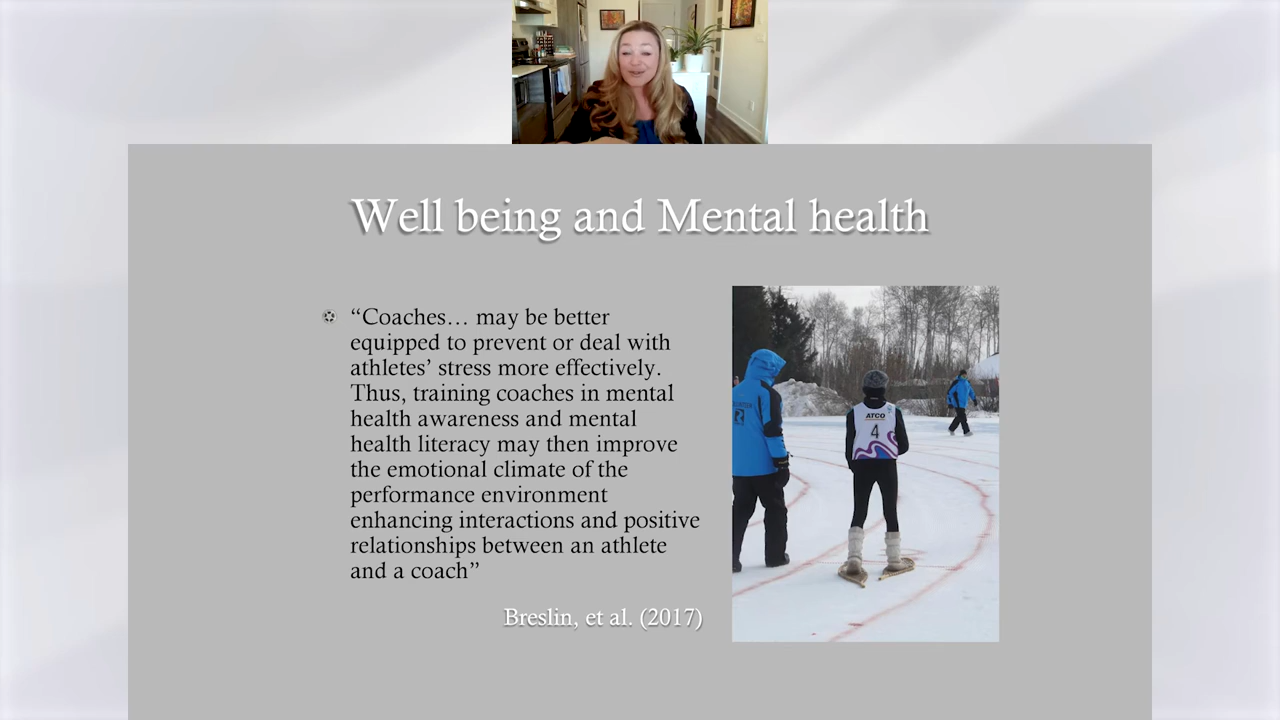 Well being and Mental health
“Coaches… may be better
equipped to prevent or deal with
athletes’ stress more effectively.
Thus, training coaches in mental
health awareness and mental
health literacy may then improve
the emotional climate of the
performance environment
enhancing interactions and positive
relationships between an athlete
and a coach”
Breslin, et al. (2017)
ATCO
4